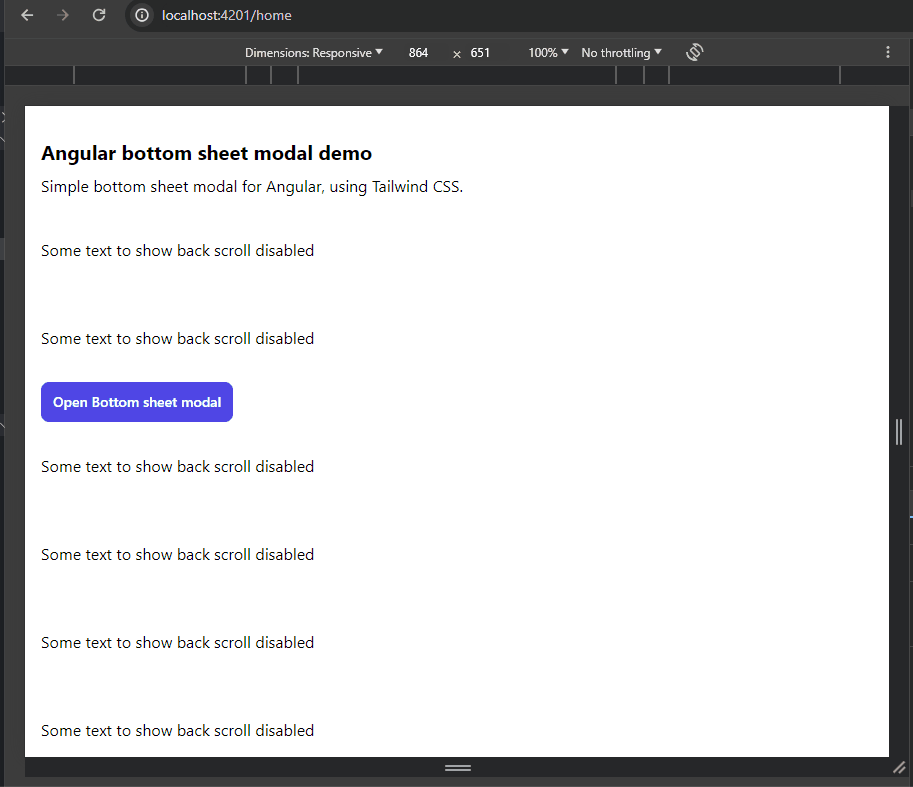 localhost:4201/home
Dimensions: Responsive 864 × 651 100% No throttling
Angular bottom sheet modal demo
Simple bottom sheet modal for Angular, using Tailwind CSS.
Some text to show back scroll disabled
Some text to show back scroll disabled
Open Bottom sheet modal
Some text to show back scroll disabled
Some text to show back scroll disabled
Some text to show back scroll disabled
Some text to show back scroll disabled